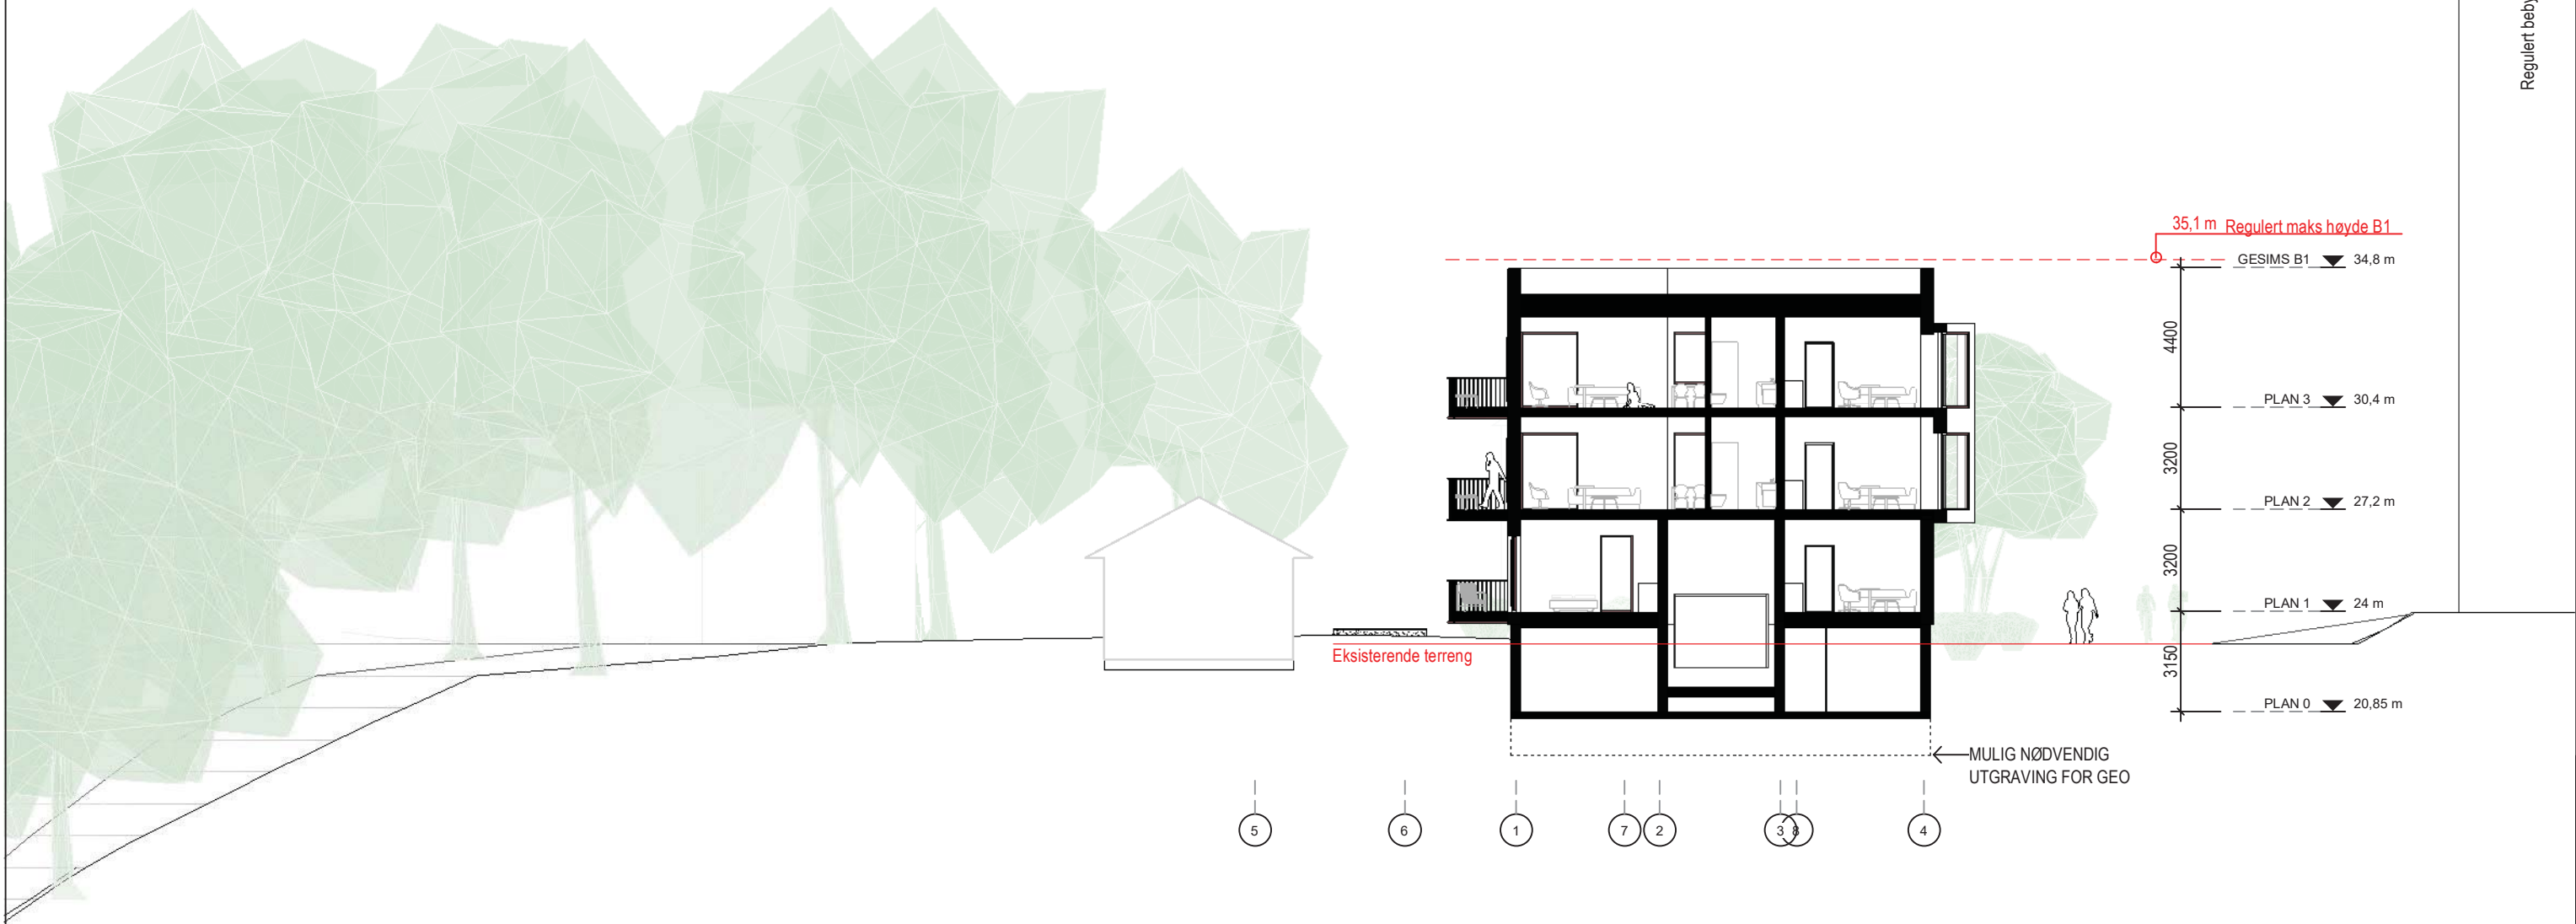 Regulert beby
35,1 m Regulert maks høyde B1
GESIMS B1 34,8 m
4400
PLAN 3 30,4 m
3200
PLAN 2 27,2 m
3200
PLAN 1 24 m
Eksisterende terreng
3150
PLAN 0 20,85 m
MULIG NØDVENDIG
UTGRAVING FOR GEO
5 6 1 7 2 3 8 4